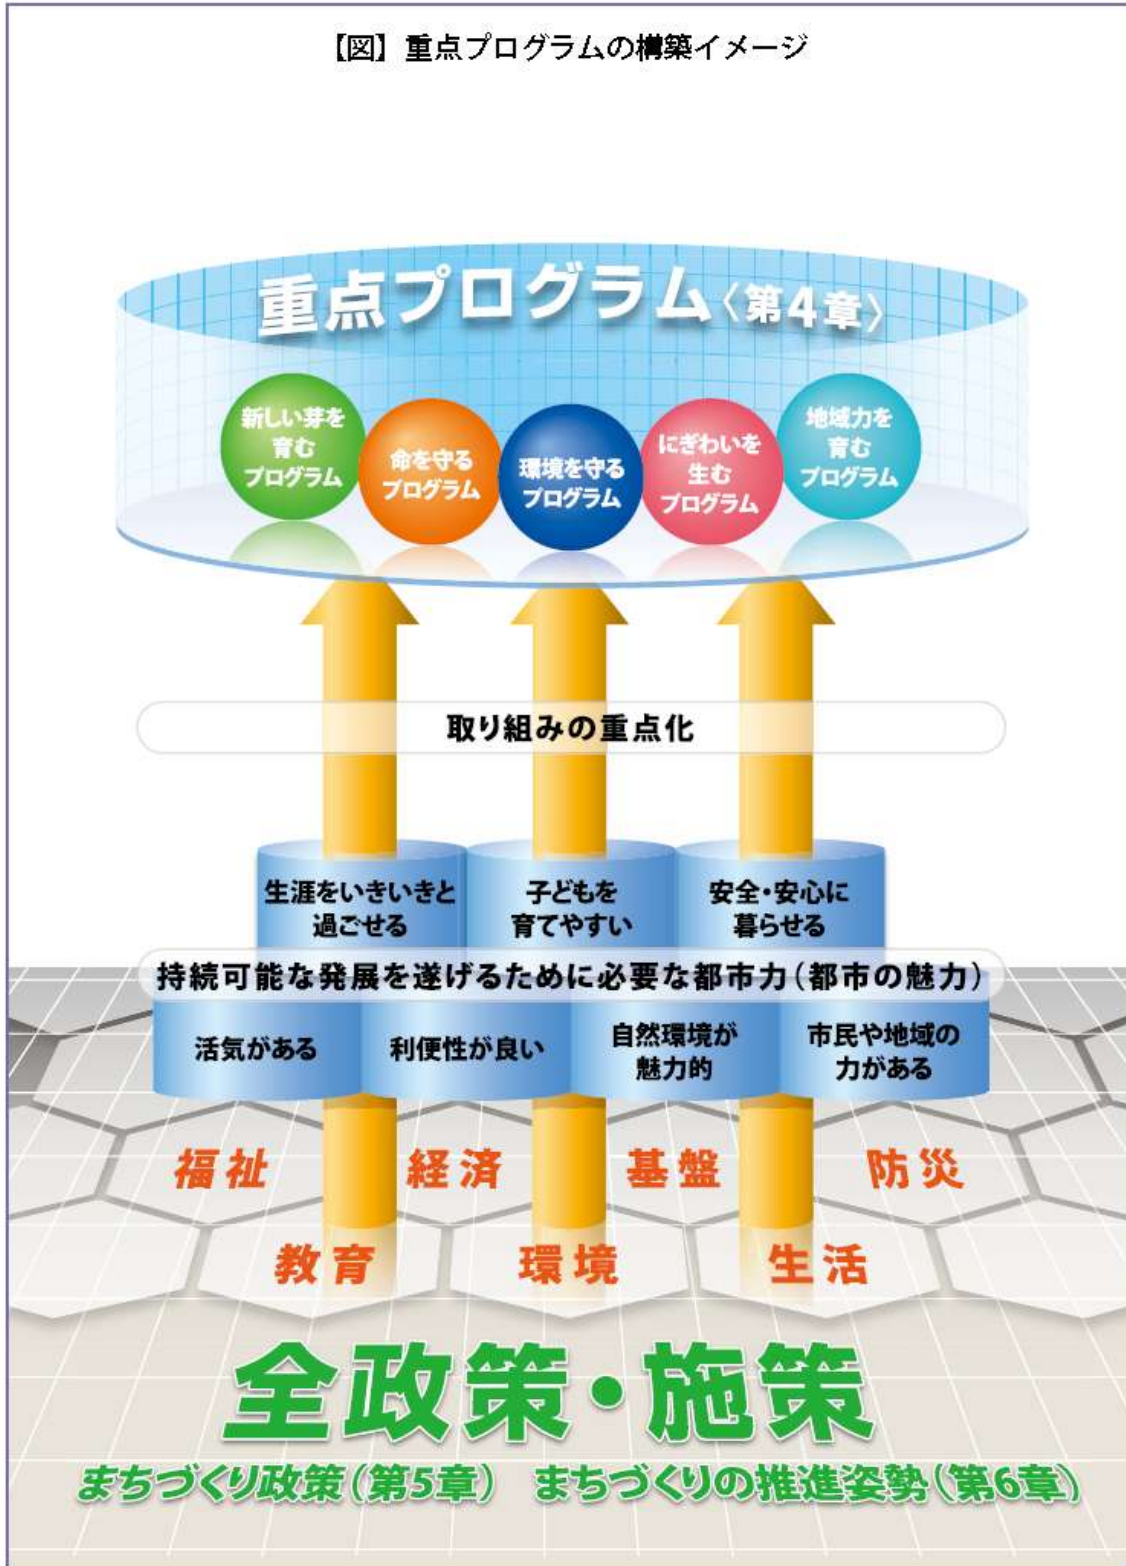 【図】重点プログラムの構築イメージ
重点プログラム〈第4章〉
新しい芽を
育む
プログラム
命を守る
プログラム
環境を守る
プログラム
にぎわいを
生む
プログラム
地域力を
育む
プログラム
取り組みの重点化
生涯をいきいきと
過ごせる
子どもを
育てやすい
安全・安心に
暮らせる
持続可能な発展を遂げるために必要な都市力(都市の魅力)
活気がある
利便性が良い
自然環境が
魅力的
市民や地域の
力がある
福祉 経済 基盤 防災
教育 環境 生活
全政策・施策
まちづくり政策(第5章) まちづくりの推進姿勢(第6章)